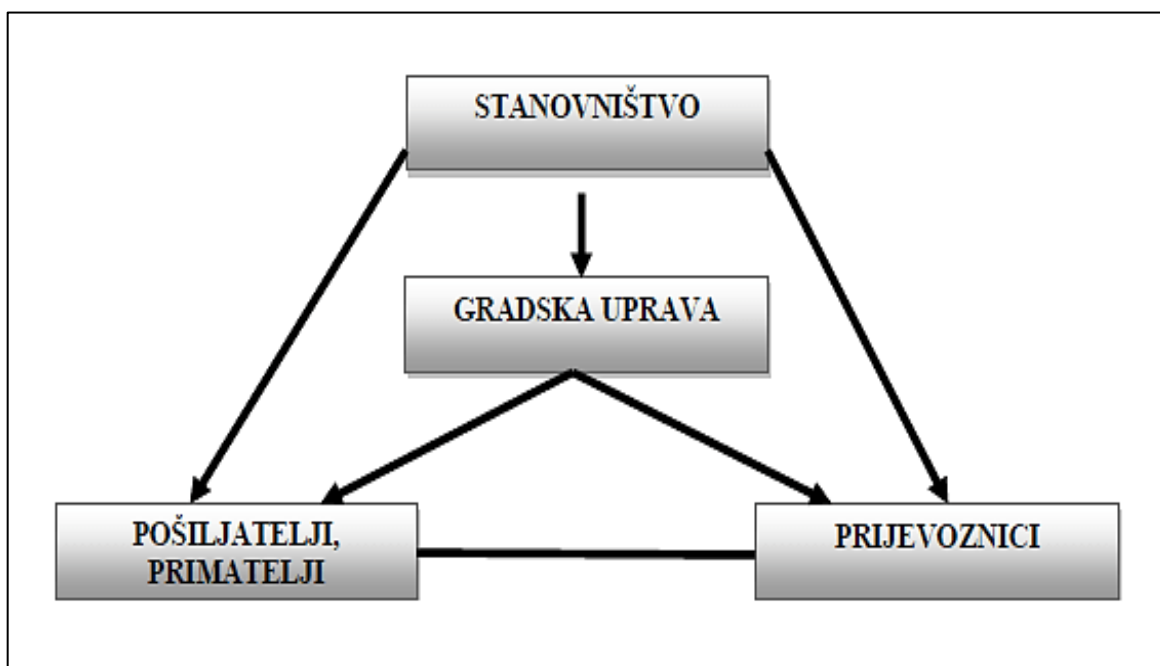 STANOVNIŠTVO
GRADSKA UPRAVA
POŠILJATELJI,
PRIMATELJI
PRIJEVOZNICI